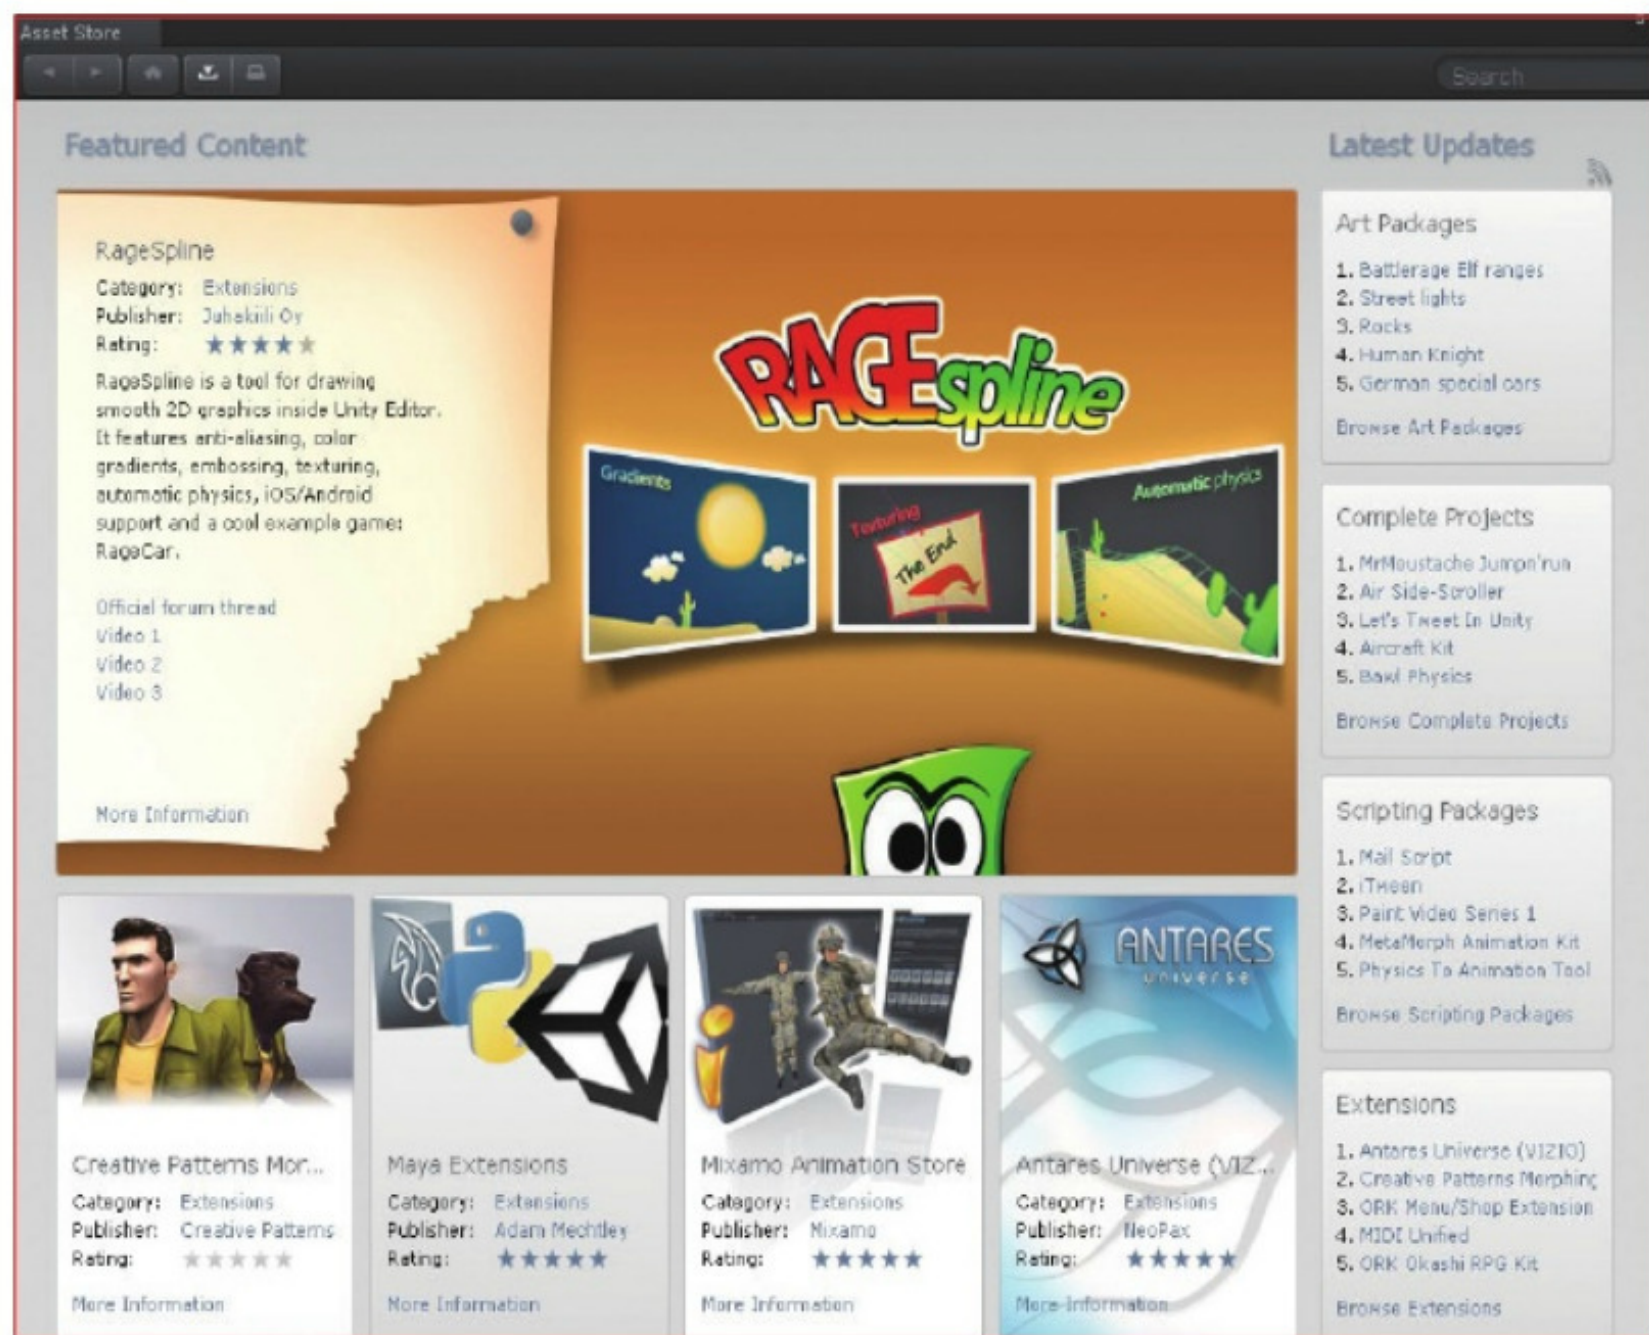 Asset Store
Search
Featured Content
RageSpline
Category: Extensions
Publisher: Juhakiili Oy
Rating:
RageSpline is a tool for drawing
smooth 2D graphics inside Unity Editor.
It features anti-aliasing, color
gradients, embossing, texturing,
automatic physics, iOS/Android
support and a cool example game:
RageCar.
Official forum thread
Video 1
Video 2
Video 3
More Information
RAGEspline
Gradients
Texturing
The End
Automatic physics
ANTARES
universe
Creative Patterns Mor...
Category: Extensions
Publisher: Creative Patterns
Rating:
More Information
Maya Extensions
Category: Extensions
Publisher: Adam Mechtley
Rating:
More Information
Mixamo Animation Store
Category: Extensions
Publisher: Mixamo
Rating:
More Information
Antares Universe (VIZ...
Category: Extensions
Publisher: NeoPax
Rating:
More Information
Latest Updates
Art Packages
1. Battlerage Elf ranges
2. Street lights
3. Rocks
4. Human Knight
5. German special cars
Browse Art Packages
Complete Projects
1. MrMoustache Jumpn'run
2. Air Side-Scroller
3. Let's Tweet In Unity
4. Aircraft Kit
5. Bawl Physics
Browse Complete Projects
Scripting Packages
1. Mail Script
2. iTween
3. Paint Video Series 1
4. MetaMorph Animation Kit
5. Physics To Animation Tool
Browse Scripting Packages
Extensions
1. Antares Universe (VIZIO)
2. Creative Patterns Morphing
3. ORK Menu/Shop Extension
4. MIDI Unified
5. ORK Okashi RPG Kit
Browse Extensions